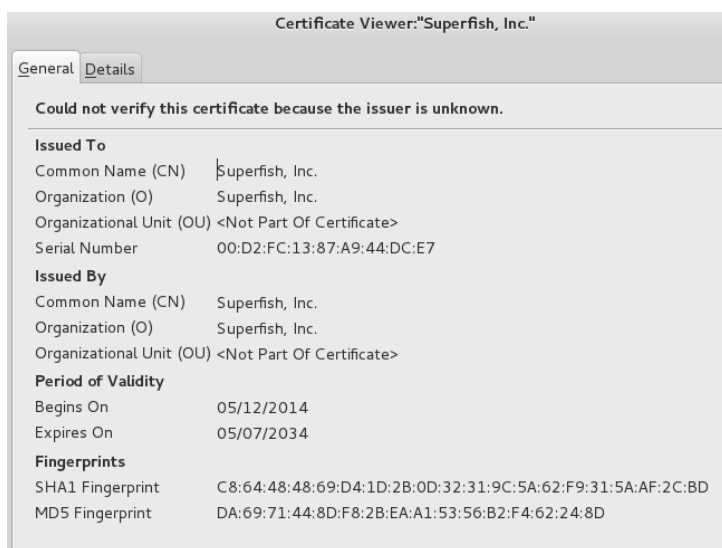 Certificate Viewer:"Superfish, Inc."
General Details
Could not verify this certificate because the issuer is unknown.
Issued To
Common Name (CN) Superfish, Inc.
Organization (O) Superfish, Inc.
Organizational Unit (OU) <Not Part Of Certificate>
Serial Number 00:D2:FC:13:87:A9:44:DC:E7
Issued By
Common Name (CN) Superfish, Inc.
Organization (O) Superfish, Inc.
Organizational Unit (OU) <Not Part Of Certificate>
Period of Validity
Begins On 05/12/2014
Expires On 05/07/2034
Fingerprints
SHA1 Fingerprint C8:64:48:48:69:D4:1D:2B:0D:32:31:9C:5A:62:F9:31:5A:AF:2C:BD
MD5 Fingerprint DA:69:71:44:8D:F8:2B:EA:A1:53:56:B2:F4:62:24:8D